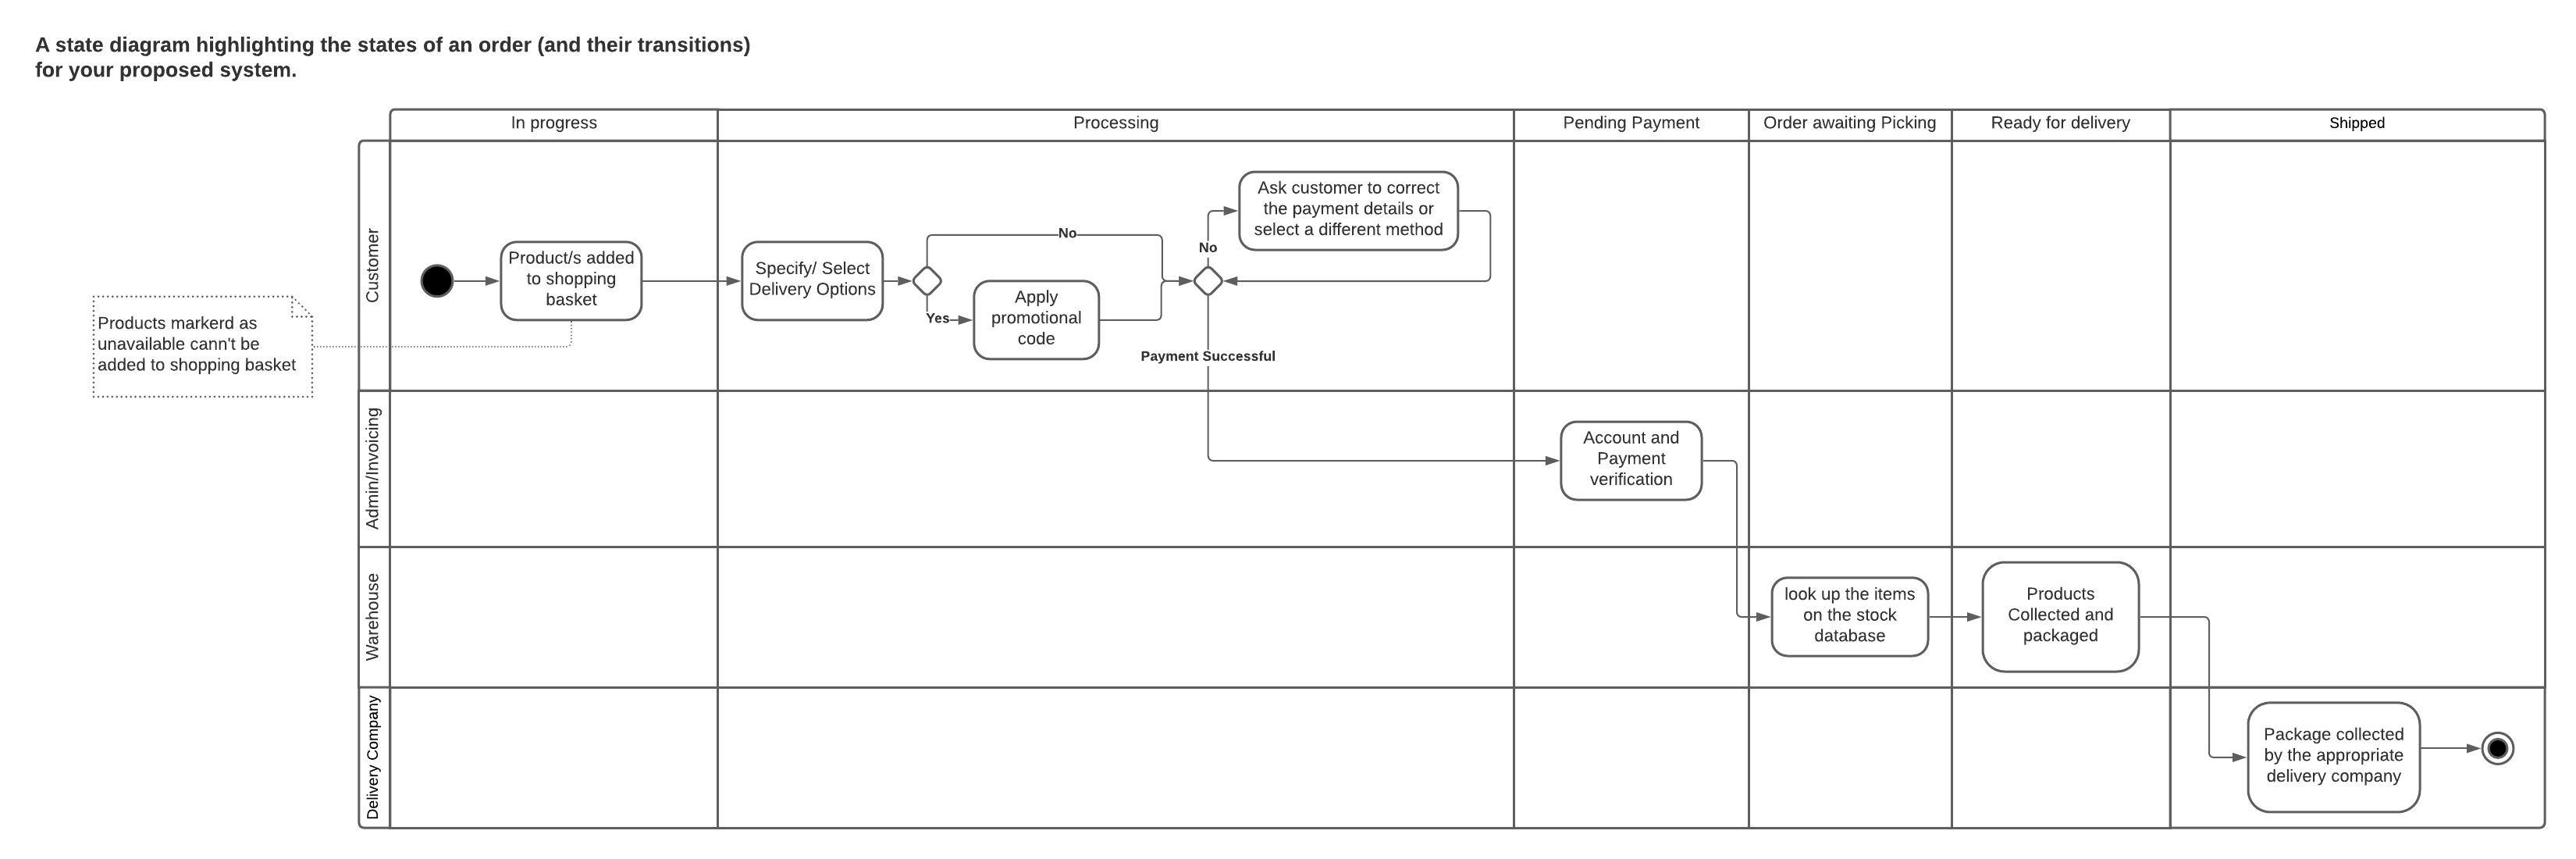 A state diagram highlighting the states of an order (and their transitions)
for your proposed system.
In progress
Processing
Pending Payment
Order awaiting Picking
Ready for delivery
Shipped
Customer
Product/s added
to shopping
basket
Products markerd as
unavailable cann't be
added to shopping basket
Specify/ Select
Delivery Options
No
Yes
Apply
promotional
code
No
Ask customer to correct
the payment details or
select a different method
Payment Successful
Admin/Invoicing
Account and
Payment
verification
Warehouse
look up the items
on the stock
database
Products
Collected and
packaged
Delivery Company
Package collected
by the appropriate
delivery company